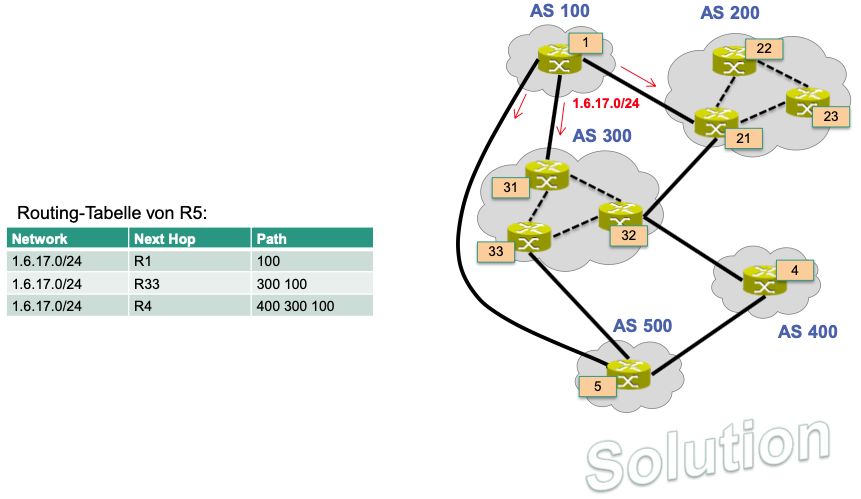 AS 100
AS 200
1
22
1.6.17.0/24
23
21
AS 300
31
32
33
Routing-Tabelle von R5:
Network Next Hop Path
1.6.17.0/24 R1 100
1.6.17.0/24 R33 300 100
1.6.17.0/24 R4 400 300 100
4
AS 400
AS 500
5
Solution